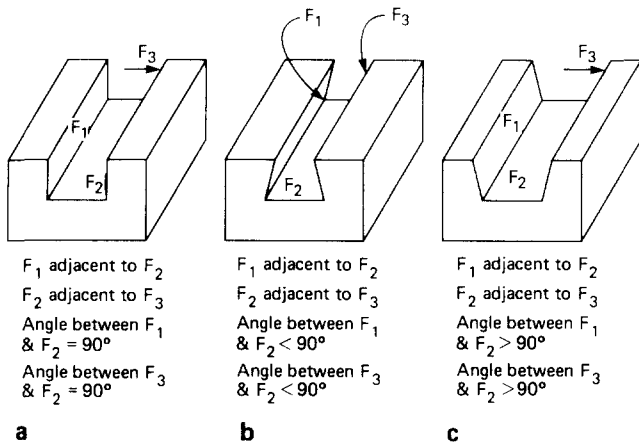 F₃
F₁
F₂
F₁ adjacent to F₂
F₂ adjacent to F₃
Angle between F₁
& F₂ = 90°
Angle between F₃
& F₂ = 90°
a
F₁
F₃
F₂
F₁ adjacent to F₂
F₂ adjacent to F₃
Angle between F₁
& F₂ < 90°
Angle between F₃
& F₂ < 90°
b
F₃
F₁
F₂
F₁ adjacent to F₂
F₂ adjacent to F₃
Angle between F₁
& F₂ > 90°
Angle between F₃
& F₂ > 90°
c